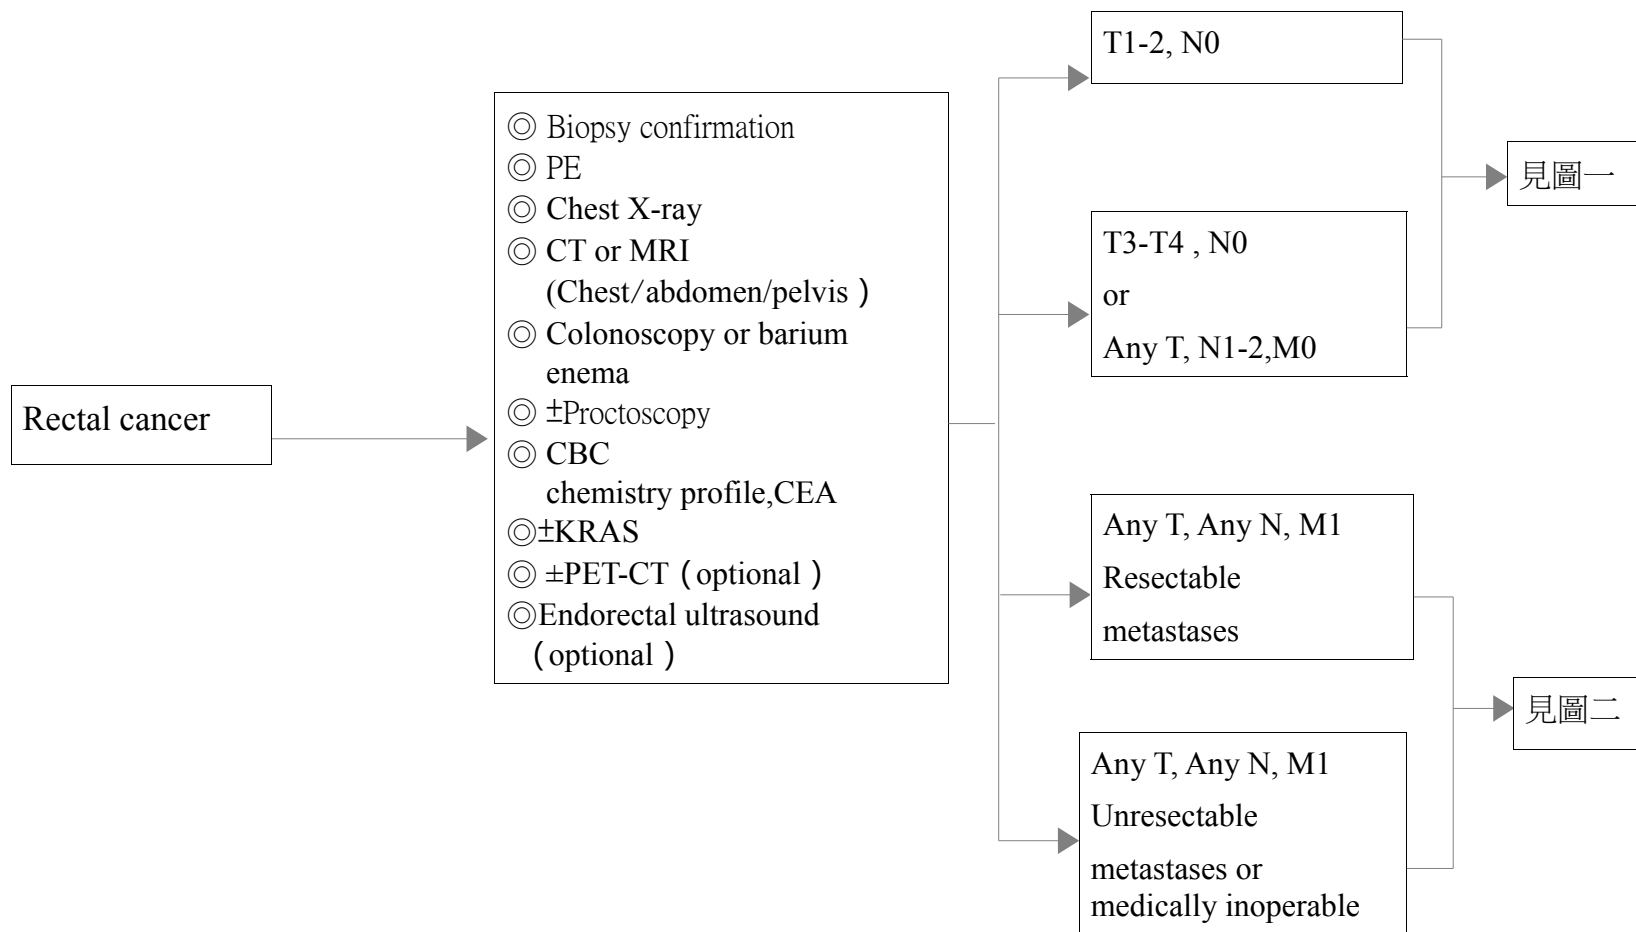 Rectal cancer
◎ Biopsy confirmation
◎ PE
◎ Chest X-ray
◎ CT or MRI
(Chest/abdomen/pelvis）
◎ Colonoscopy or barium
enema
◎ ±Proctoscopy
◎ CBC
chemistry profile,CEA
◎±KRAS
◎ ±PET-CT（optional）
◎Endorectal ultrasound
（optional）
T1-2, N0
T3-T4 , N0
or
Any T, N1-2,M0
見圖一
Any T, Any N, M1
Resectable
metastases
Any T, Any N, M1
Unresectable
metastases or
medically inoperable
見圖二